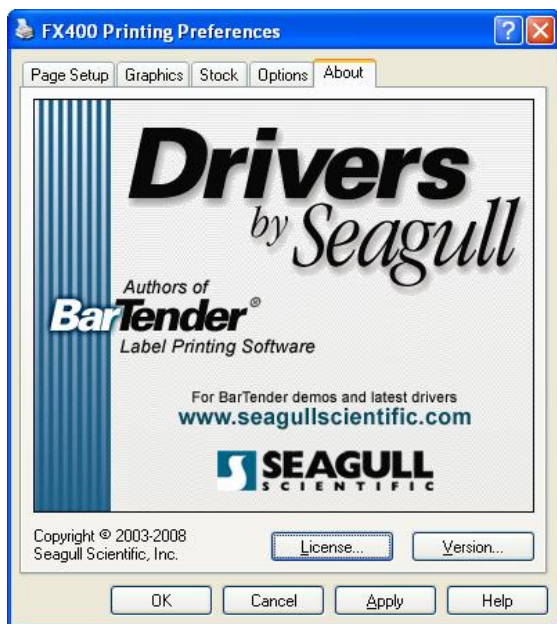 FX400 Printing Preferences
Page Setup Graphics Stock Options About
Drivers
by Seagull
Authors of
BarTender®
Label Printing Software
For BarTender demos and latest drivers
www.seagullscientific.com
SEAGULL
SCIENTIFIC
Copyright © 2003-2008
Seagull Scientific, Inc.
License... Version...
OK Cancel Apply Help